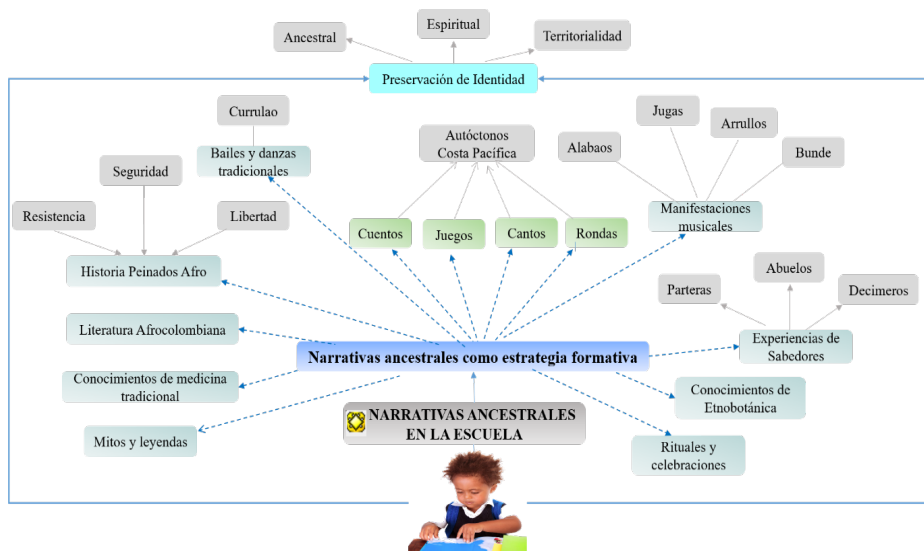 Espiritual
Ancestral
Territorialidad
Preservación de Identidad
Currulao
Bailes y danzas
tradicionales
Autóctonos
Costa Pacífica
Jugas
Arrullos
Alabaos
Bunde
Manifestaciones
musicales
Seguridad
Resistencia
Libertad
Historia Peinados Afro
Cuentos
Juegos
Cantos
Rondas
Abuelos
Parteras
Decimeros
Experiencias de
Sabedores
Literatura Afrocolombiana
Narrativas ancestrales como estrategia formativa
Conocimientos de medicina
tradicional
Conocimientos de
Etnobotánica
Mitos y leyendas
NARRATIVAS ANCESTRALES
EN LA ESCUELA
Rituales y
celebraciones